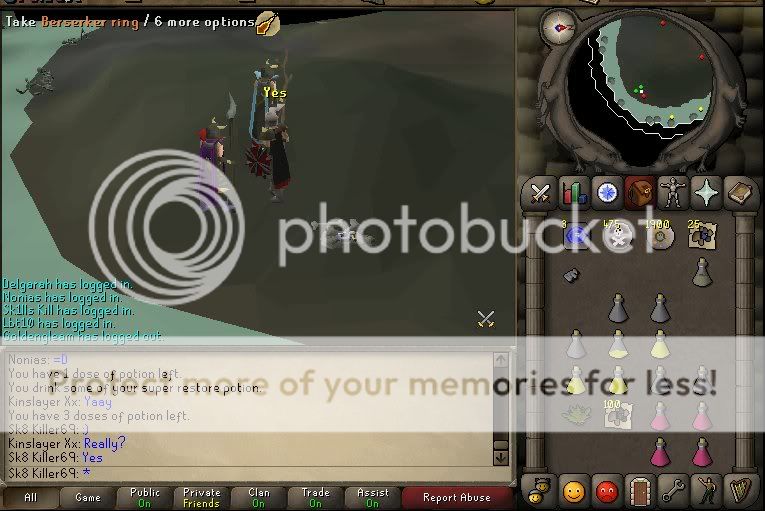 Take Berserker ring / 6 more options
Yes
photobucket
Protect more of your memories for less!
3 475 1900 25
100
Delgarah has logged in.
Nonias has logged in.
Sk1lls Kill has logged in.
Lbt10 has logged in.
Goldengleam has logged out.
Nonias: =D
You have 1 dose of potion left.
You drink some of your super restore potion.
Kinslayer Xx: Yaay
You have 3 doses of potion left.
Sk8 Killer69: :)
Kinslayer Xx: Really?
Sk8 Killer69: Yes
Sk8 Killer69: *
All Game Public On Private Friends Clan On Trade On Assist On Report Abuse